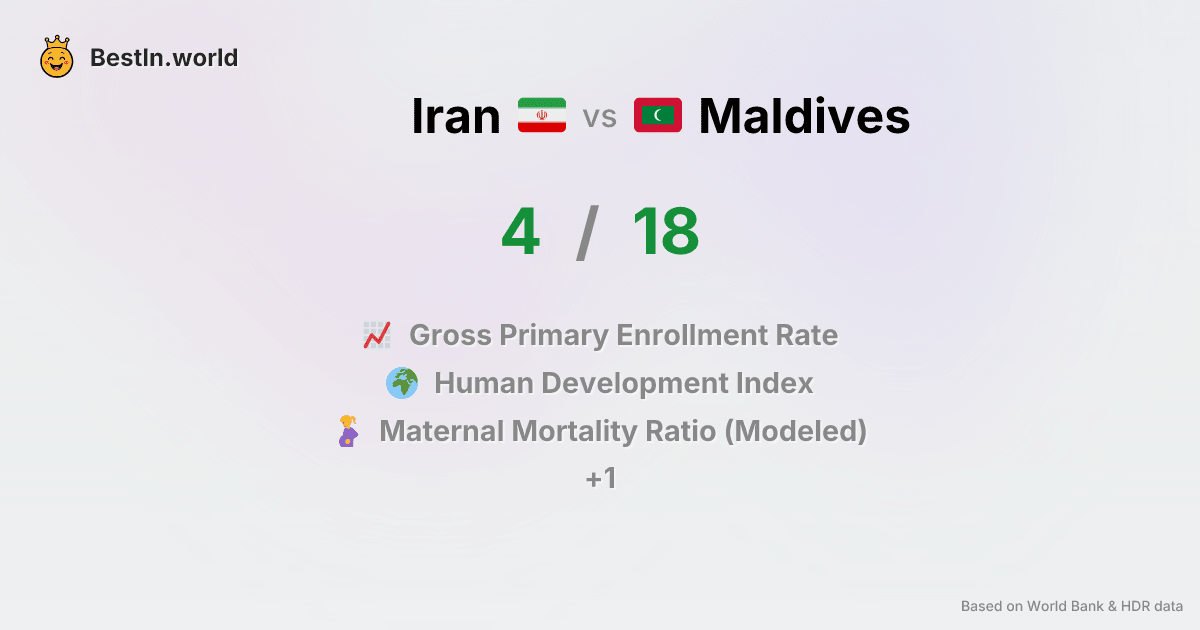 BestIn.world
Iran vs Maldives
4 / 18
Gross Primary Enrollment Rate
Human Development Index
Maternal Mortality Ratio (Modeled)
+1
Based on World Bank & HDR data